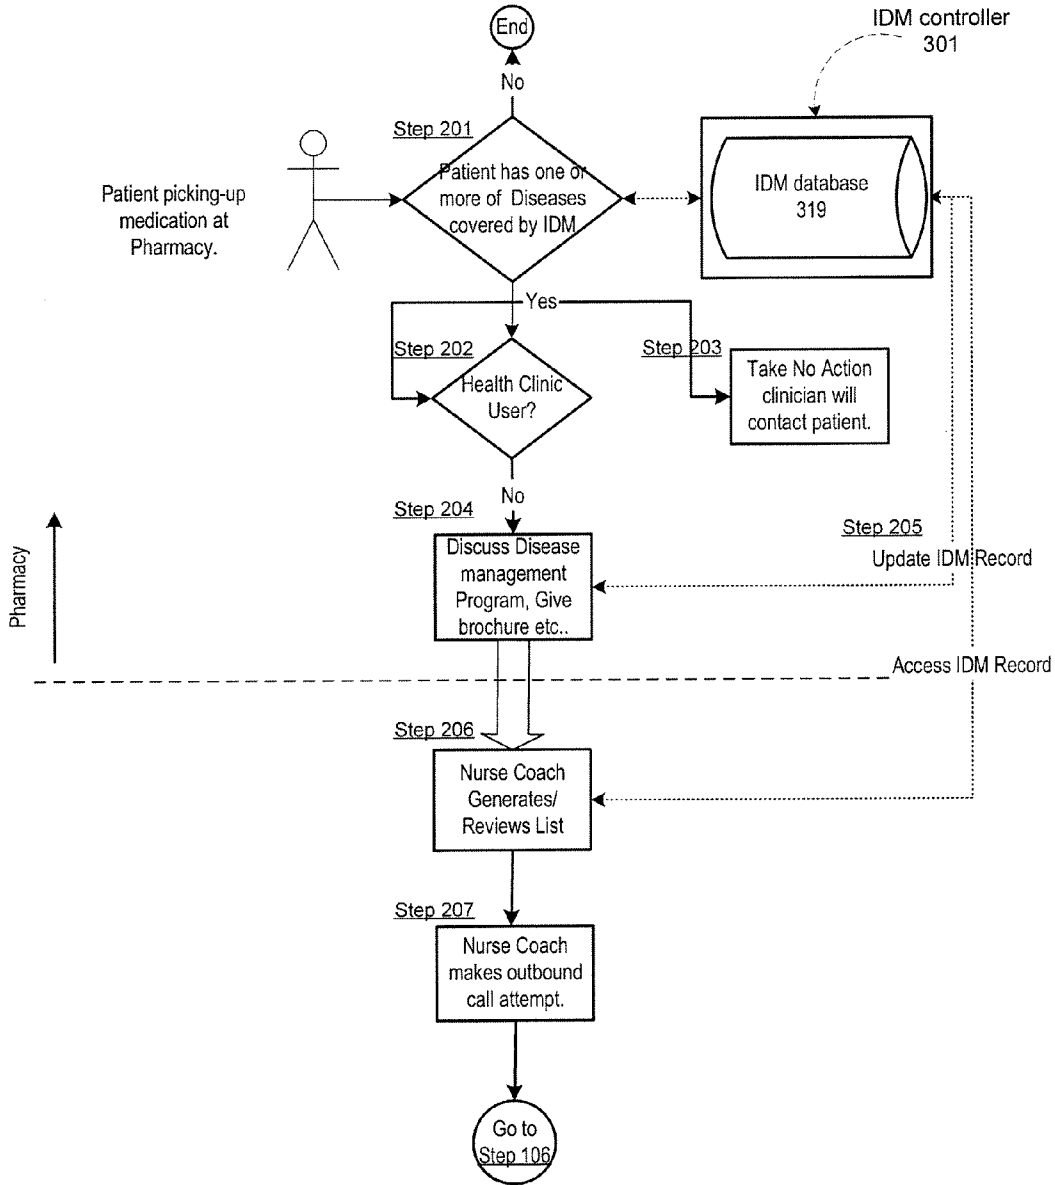 End
IDM controller
301
No
Step 201
Patient has one or
more of Diseases
covered by IDM
Patient picking-up
medication at
Pharmacy.
IDM database
319
Yes
Step 202
Health Clinic
User?
Step 203
Take No Action
clinician will
contact patient.
No
Step 204
Discuss Disease
management
Program, Give
brochure etc..
Step 205
Update IDM Record
Pharmacy
Access IDM Record
Step 206
Nurse Coach
Generates/
Reviews List
Step 207
Nurse Coach
makes outbound
call attempt.
Go to
Step 106